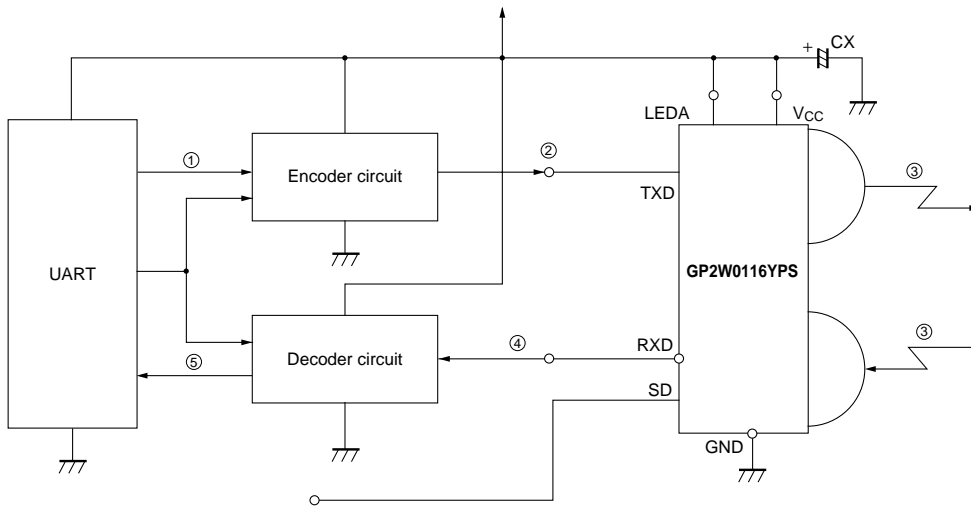 + CX
LEDA VCC
① Encoder circuit ② TXD ③
UART GP2W0116YPS
⑤ Decoder circuit ④ RXD ③
SD
GND